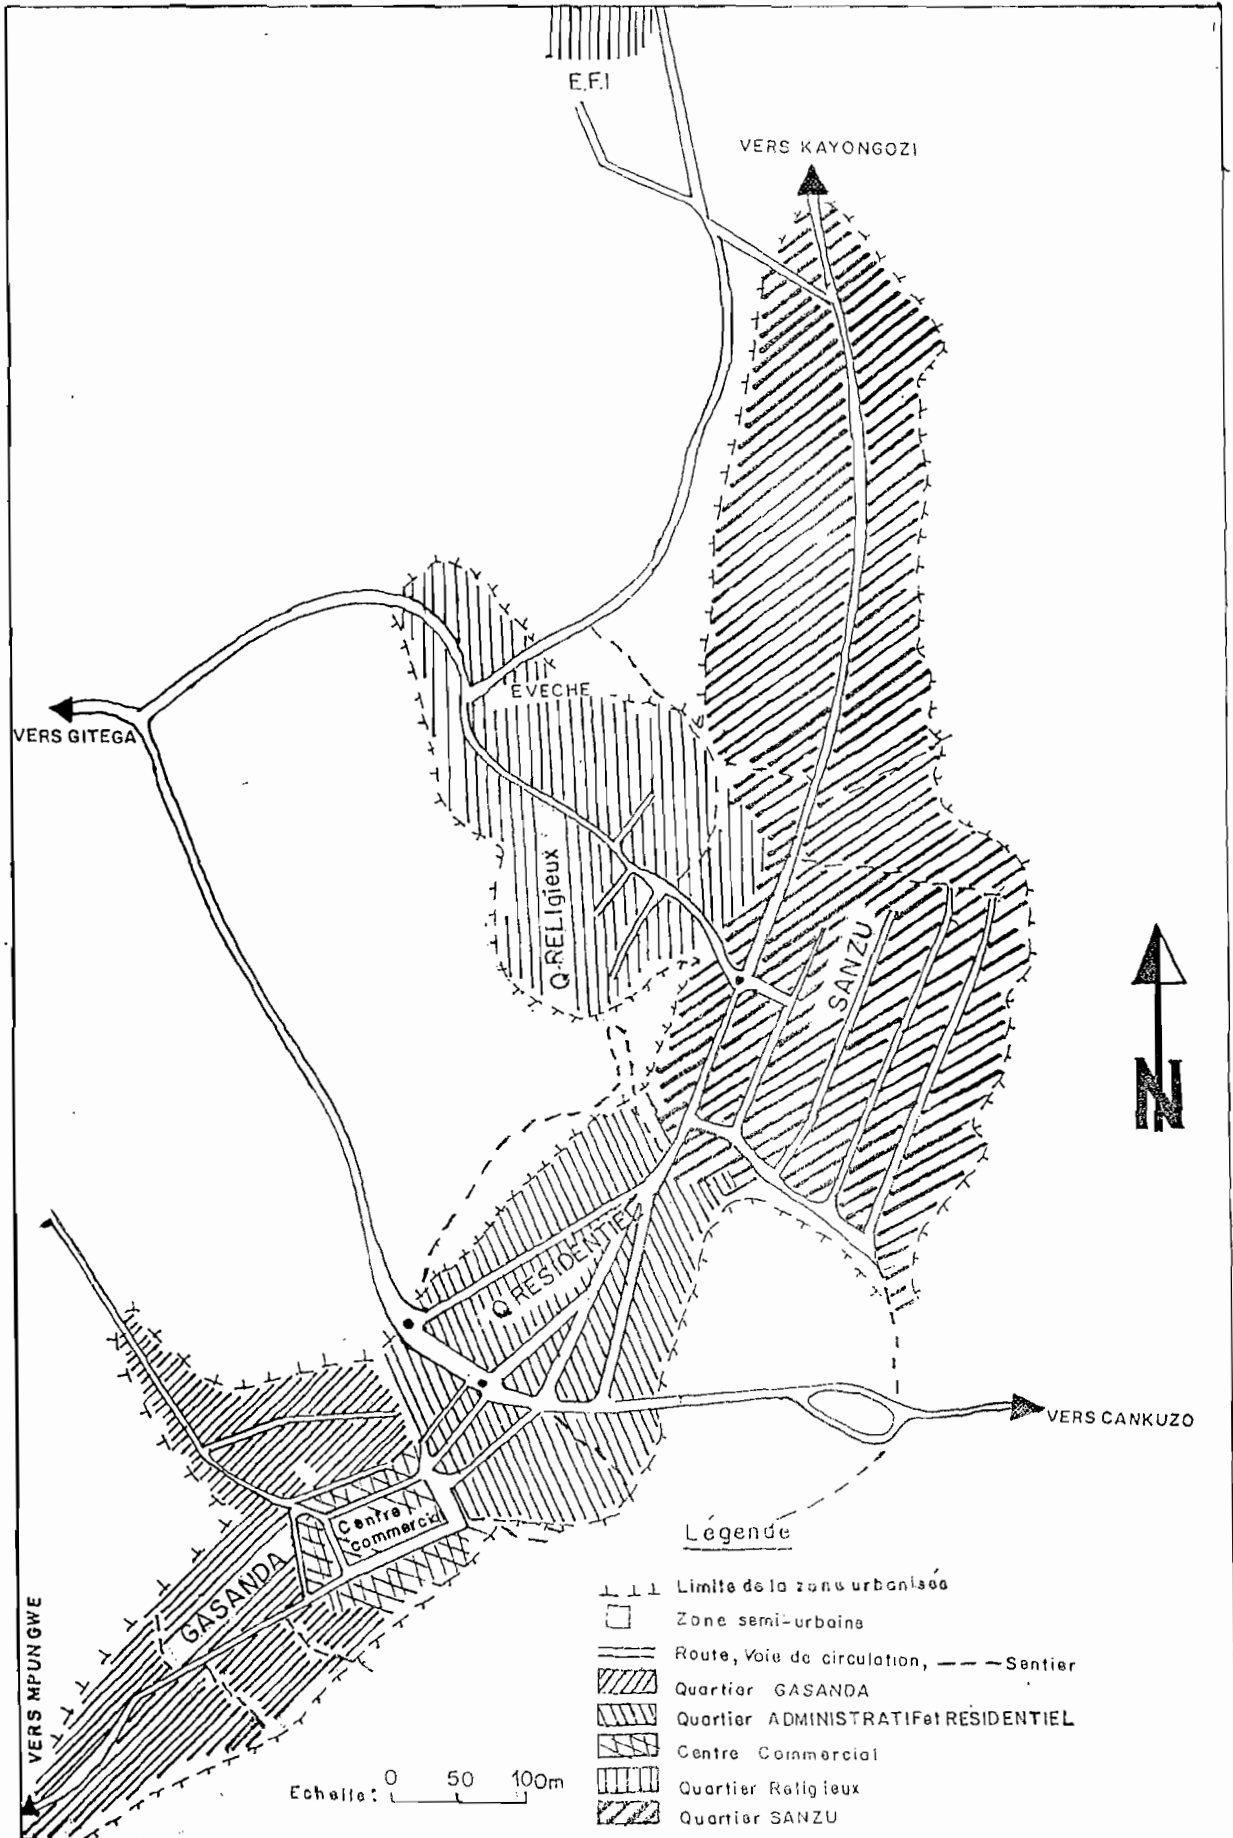 E.F.I
VERS KAYONGOZI
EVECHE
VERS GITEGA
Q.RELIgieux
SANZU
N
Q RESIDENTIEL
VERS CANKUZO
Centre
commercial
GASANDA
VERS MPUNGWE
Légende
Limite de la zone urbanisée
Zone semi-urbaine
Route, Voie de circulation, Sentier
Quartier GASANDA
Quartier ADMINISTRATIF et RESIDENTIEL
Centre Commercial
Quartier Religieux
Quartier SANZU
Echelle: 0 50 100m